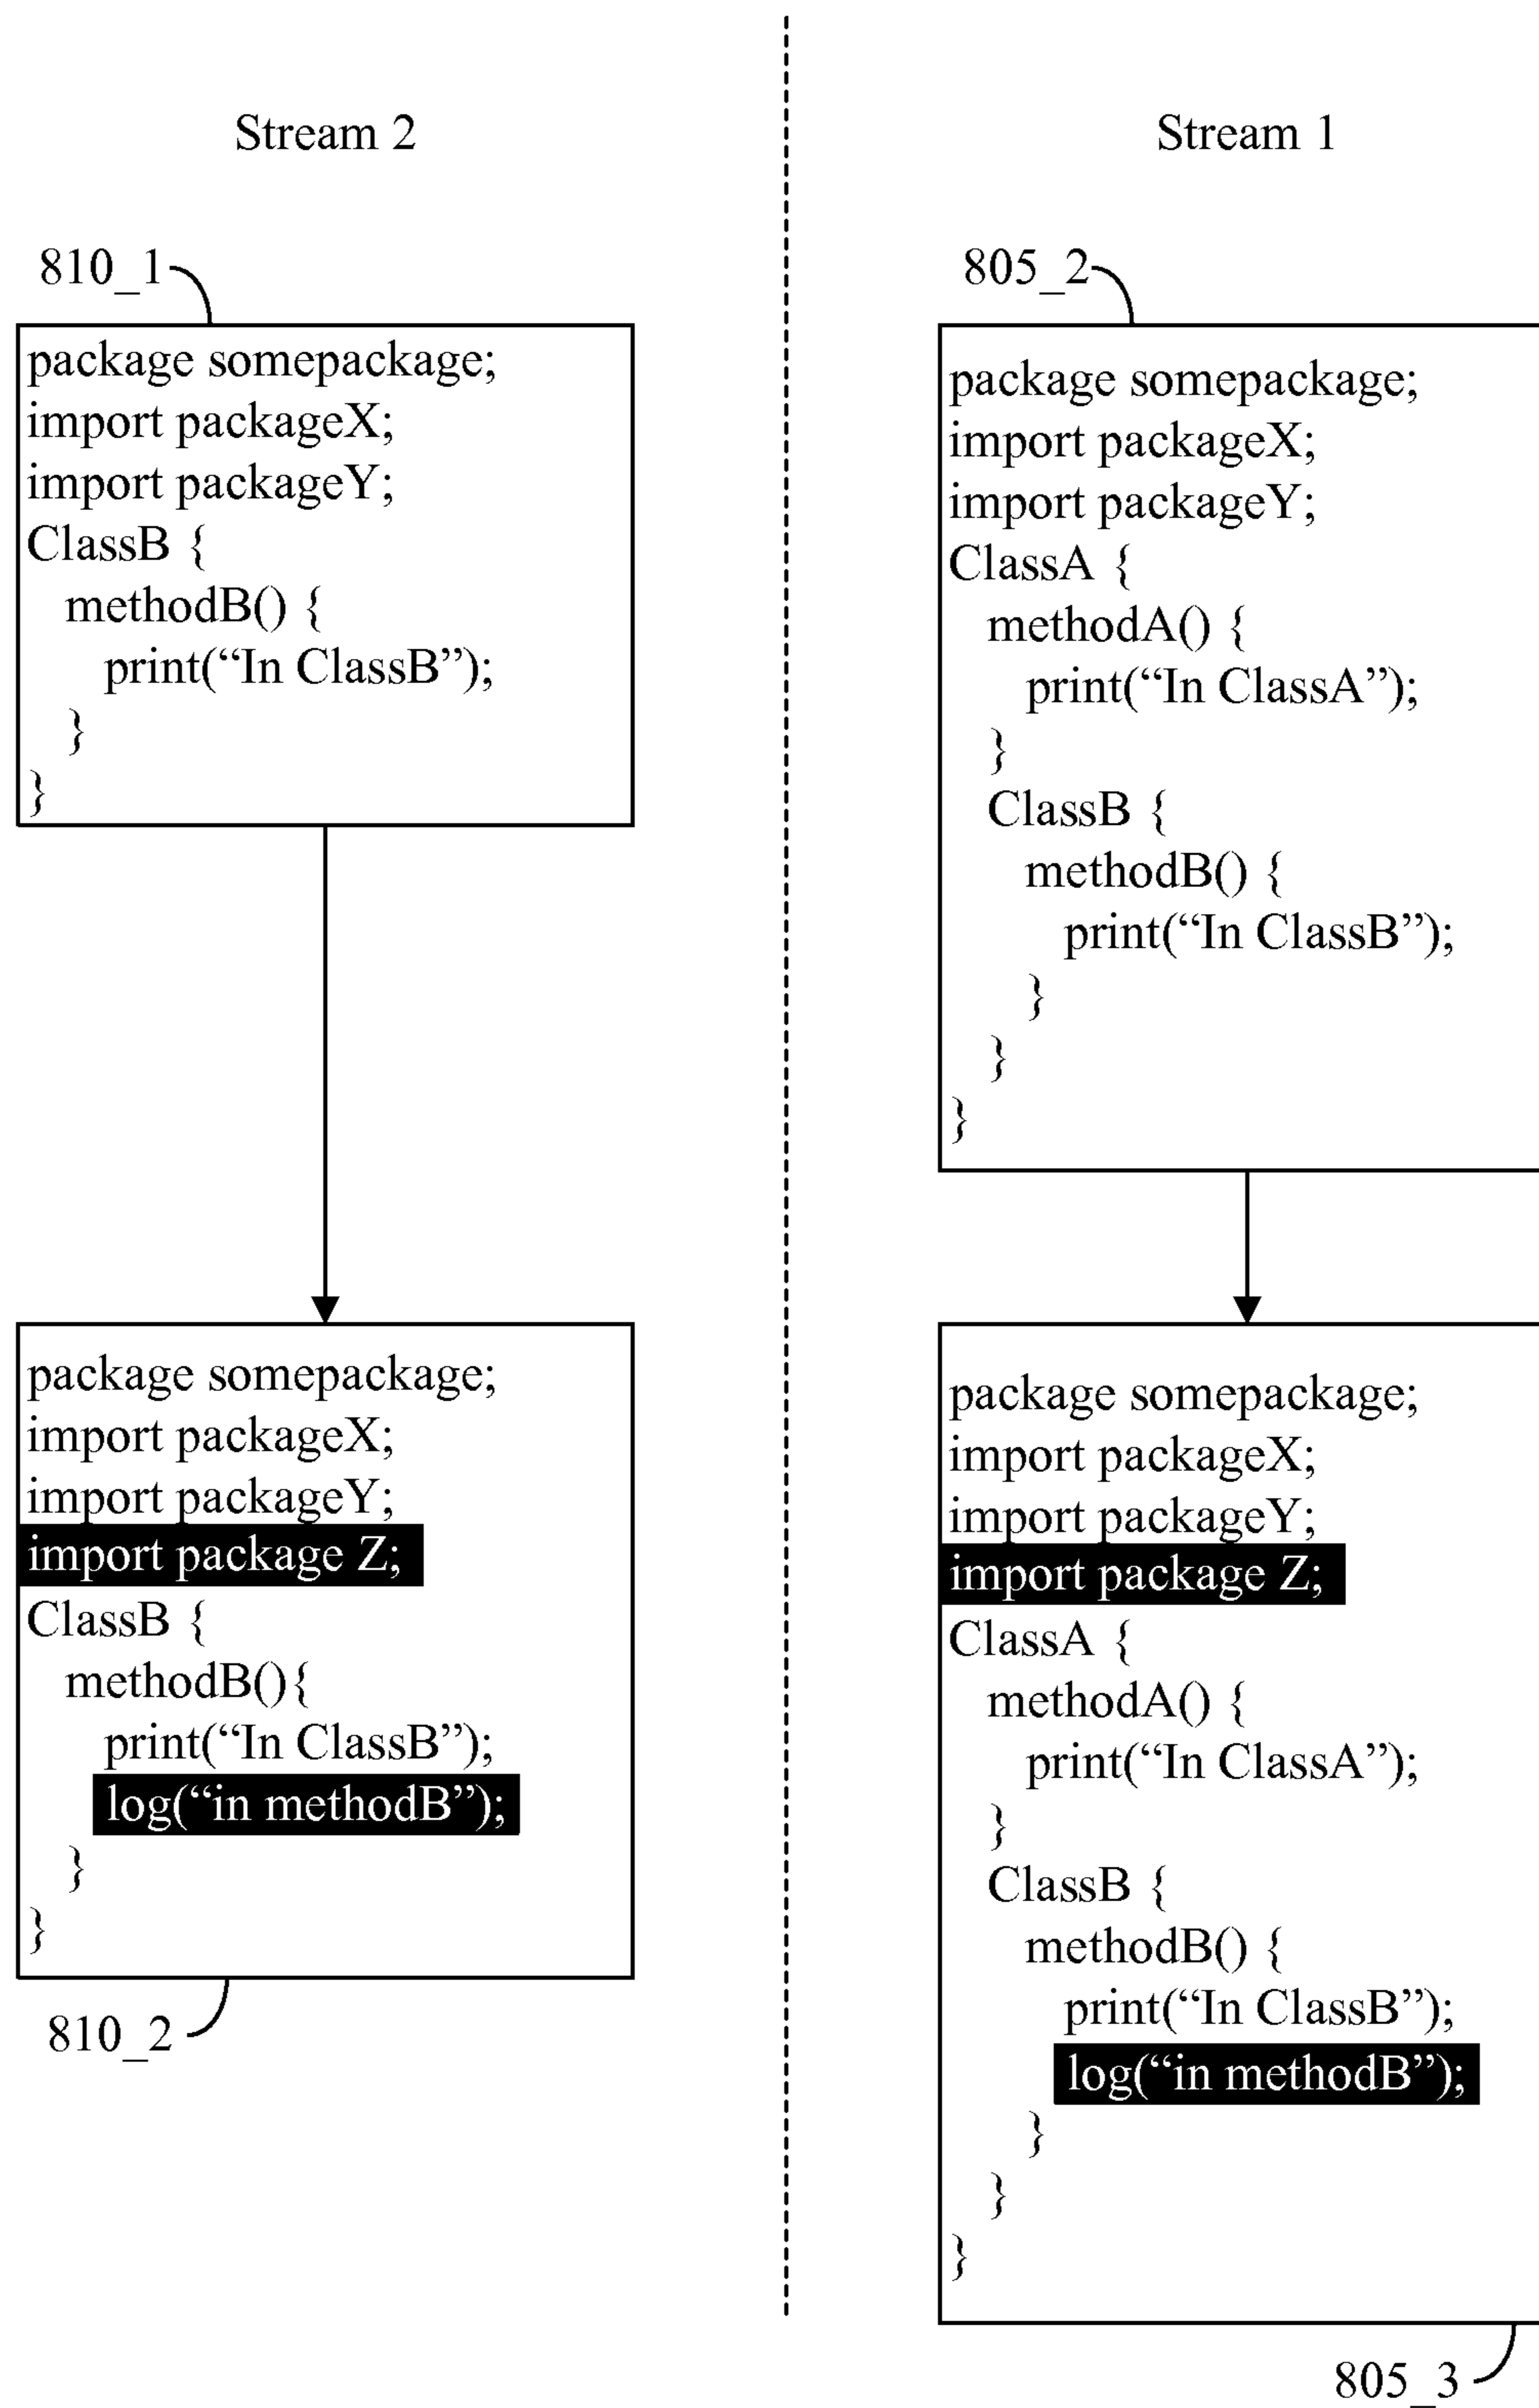 Stream 2
810_1
package somepackage;
import packageX;
import packageY;
ClassB {
methodB() {
print(“In ClassB”);
}
}
package somepackage;
import packageX;
import packageY;
import package Z;
ClassB {
methodB(){
print(“In ClassB”);
log(“in methodB”);
}
}
810_2
Stream 1
805_2
package somepackage;
import packageX;
import packageY;
ClassA {
methodA() {
print(“In ClassA”);
}
ClassB {
methodB() {
print(“In ClassB”);
}
}
}
package somepackage;
import packageX;
import packageY;
import package Z;
ClassA {
methodA() {
print(“In ClassA”);
}
ClassB {
methodB() {
print(“In ClassB”);
log(“in methodB”);
}
}
}
805_3